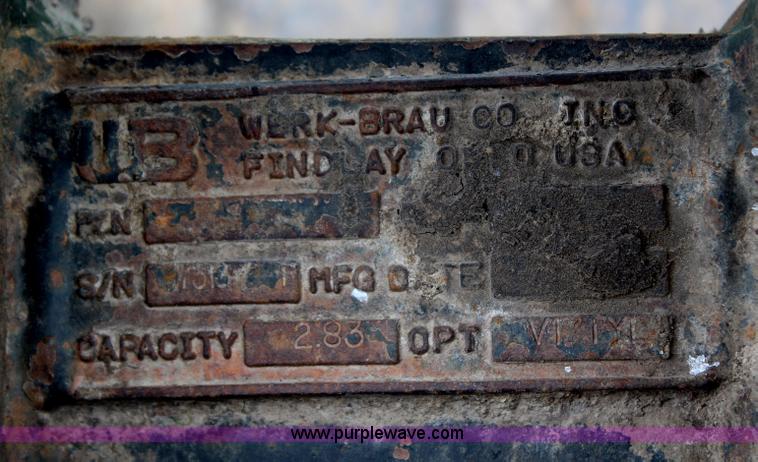 WB WERK-BRAU CO INC
FINDLAY OHIO USA
P.N
S/N MFG DATE
CAPACITY 2.83 OPT
www.purplewave.com